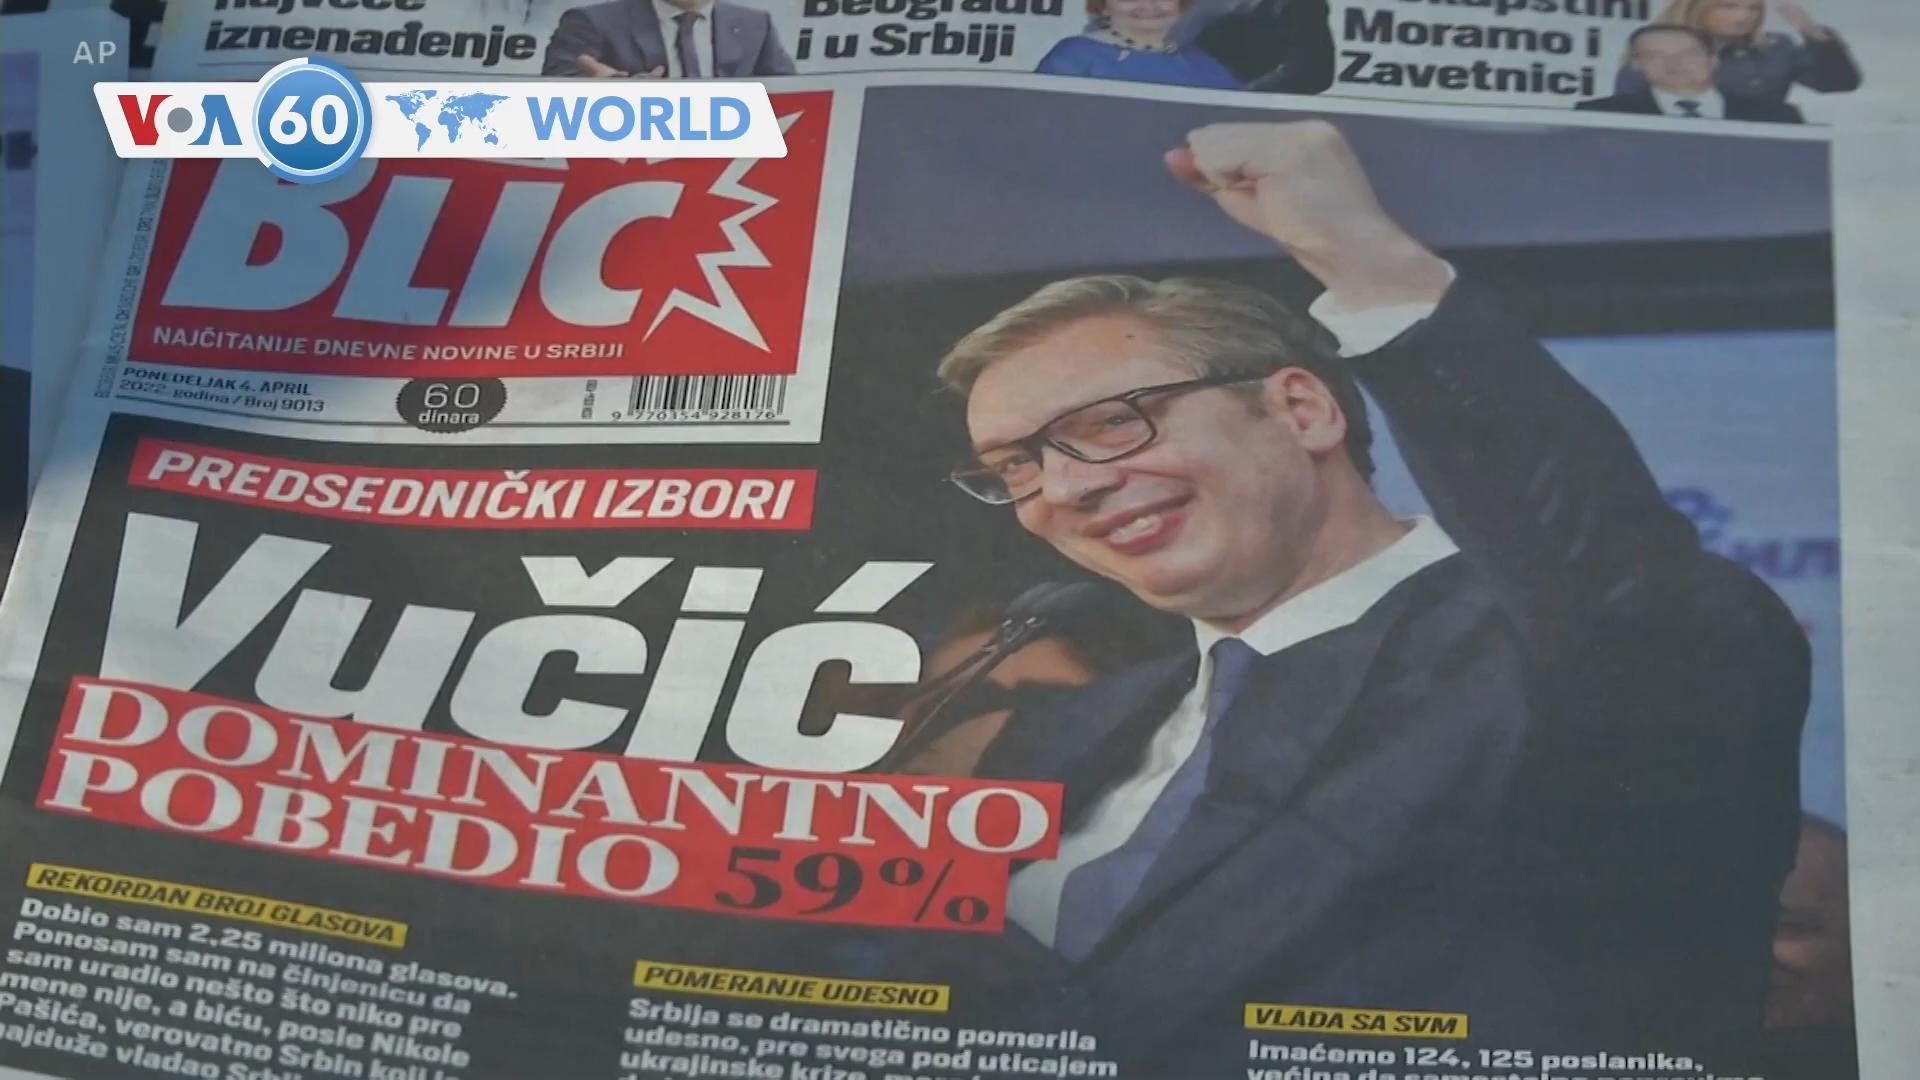 AP
VOA 60 WORLD
iznenađenje
Beogradu
i u Srbiji
Moramo i
Zavetnici
BLIC
NAJČITANIJE DNEVNE NOVINE U SRBIJI
PONEDELJAK 4. APRIL
2022. godina / Broj 9013
60
dinara
9 770354 928176
PREDSEDNIČKI IZBORI
Vučić
DOMINANTNO
POBEDIO 59%
REKORDAN BROJ GLASOVA
Dobio sam 2,25 miliona glasova.
Ponosam sam na činjenicu da
sam uradio nešto što niko pre
mene nije, a biću, posle Nikole
Pašića, verovatno Srbin koji je
najduže vladao
POMERANJE UDESNO
Srbija se dramatično pomerila
udesno, pre svega pod uticajem
ukrajinske krize,
VLADA SA SVM
Imaćemo 124, 125 poslanika,
većina da